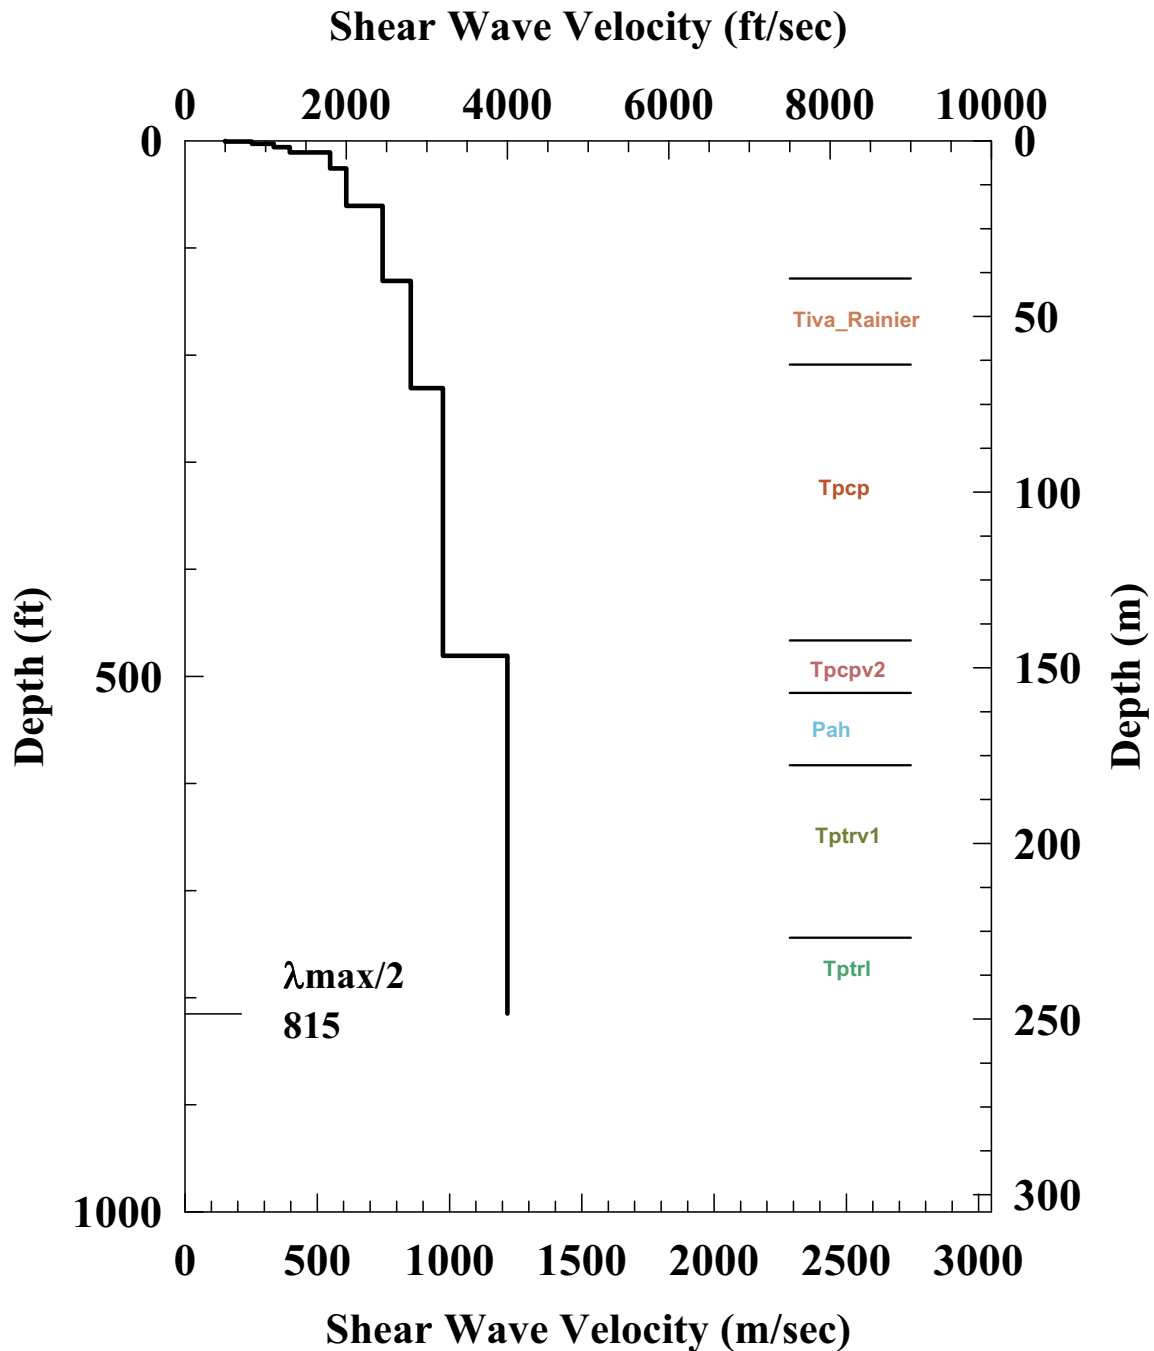 Shear Wave Velocity (ft/sec)
0 2000 4000 6000 8000 10000
0 0
Tiva_Rainier 50
Tpcp 100
Depth (ft)
Depth (m)
500 Tpcpv2 150
Pah
Tptrv1 200
λmax/2
Tptrl
815 250
1000 300
0 500 1000 1500 2000 2500 3000
Shear Wave Velocity (m/sec)